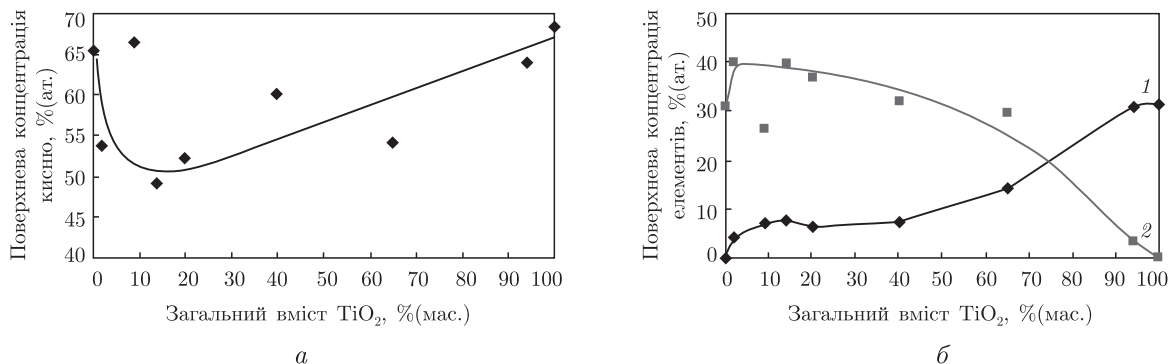 Поверхнева концентрація
кисню, %(ат.)
70
65
60
55
50
45
40
0 10 20 30 40 50 60 70 80 90 100
Загальний вміст TiO₂, %(мас.)
а
Поверхнева концентрація
елементів, %(ат.)
50
40
30
40
10
0
1
2
0 10 20 30 40 50 60 70 80 90 100
Загальний вміст TiO₂, %(мас.)
б